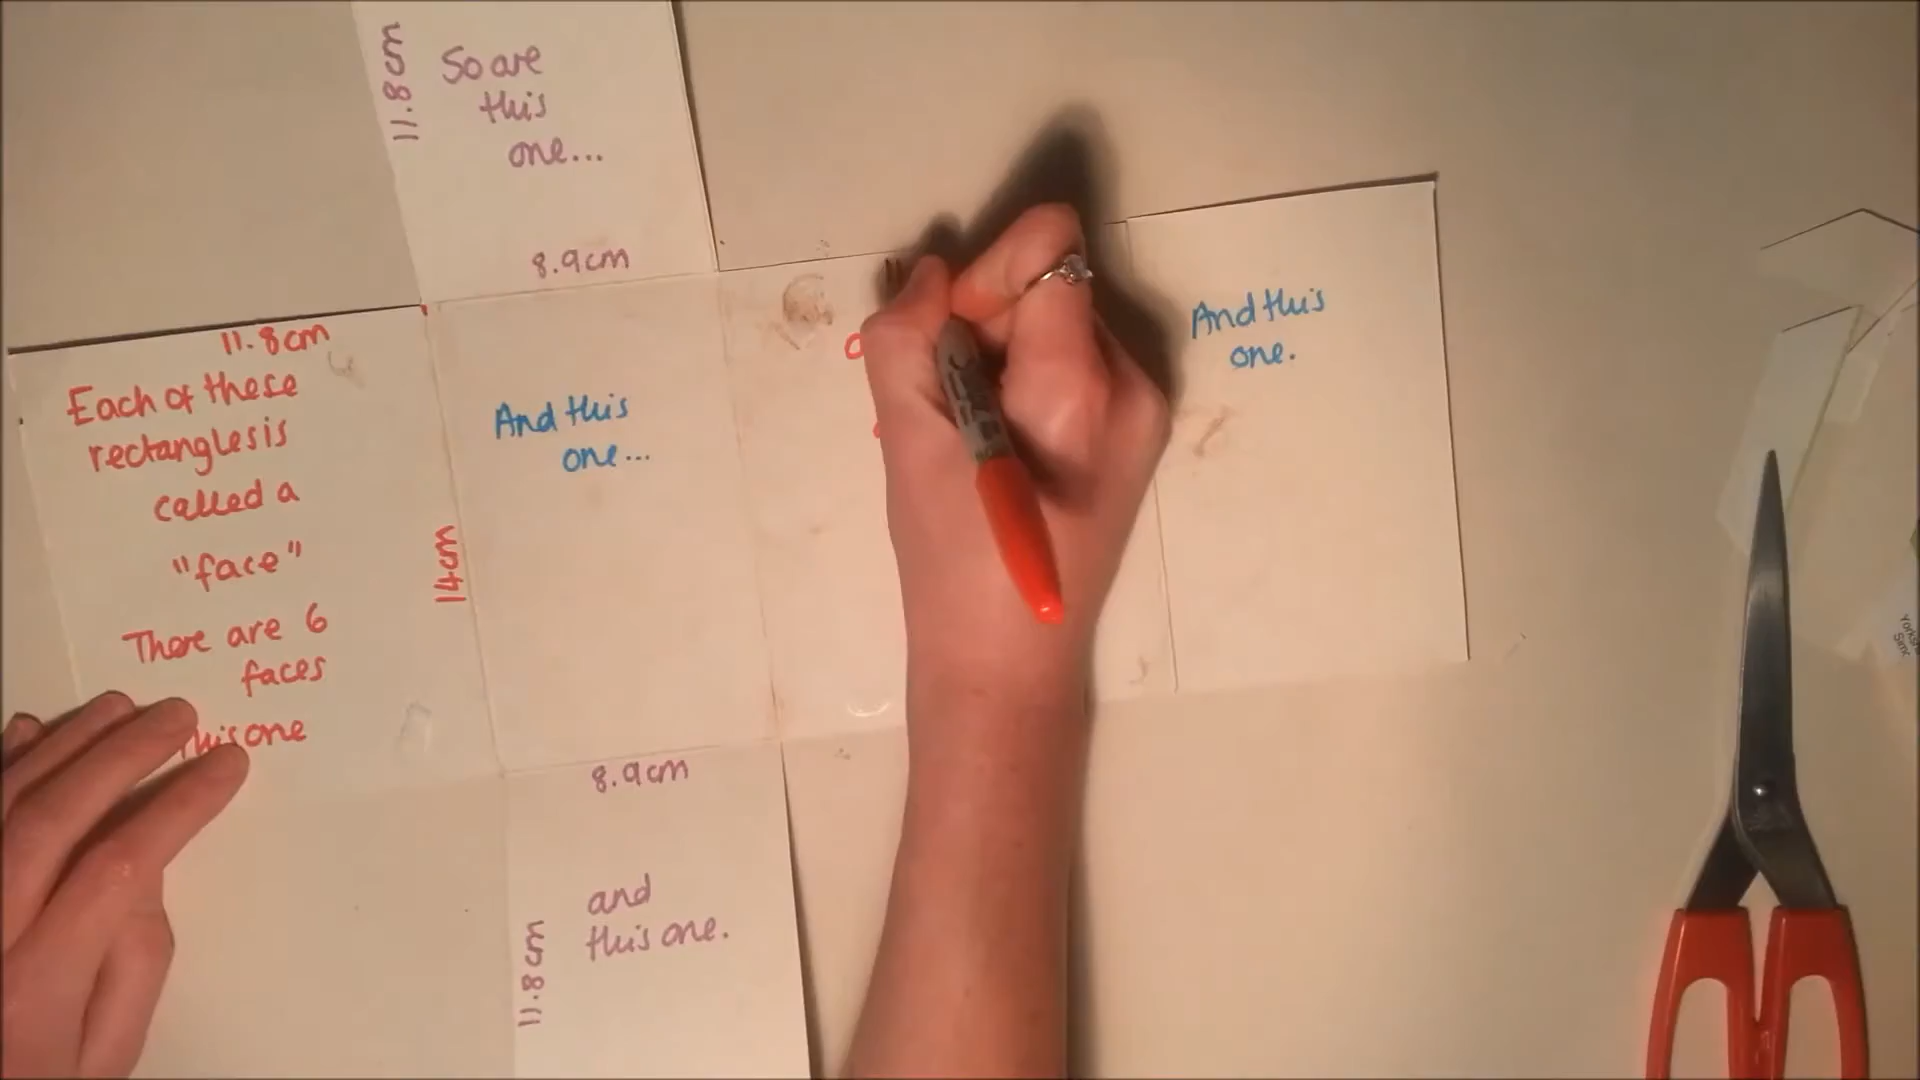 11.8cm
So are
this
one...
8.9cm
11.8cm
Each of these
rectangles is
called a
"face"
There are 6
faces
this one
14cm
And this
one...
And this
one.
8.9cm
and
this one.
11.8cm